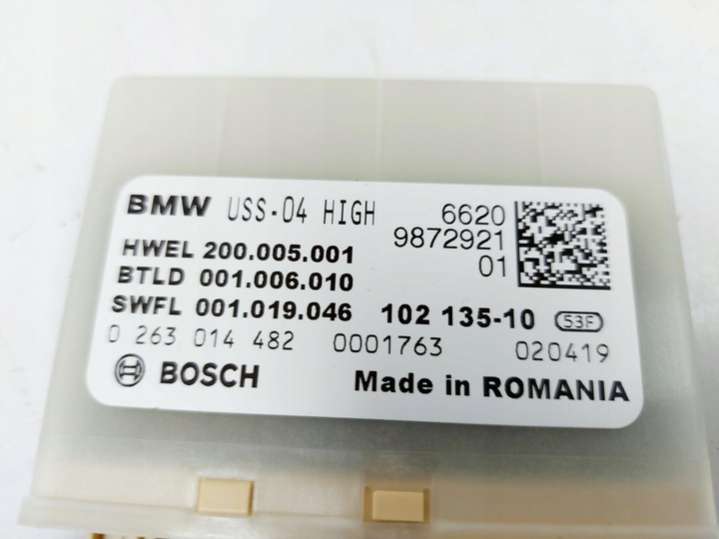 BMW USS-04 HIGH 6620
9872921
HWEL 200.005.001 01
BTLD 001.006.010
SWFL 001.019.046 102 135-10 53F
0 263 014 482 0001763 020419
BOSCH Made in ROMANIA